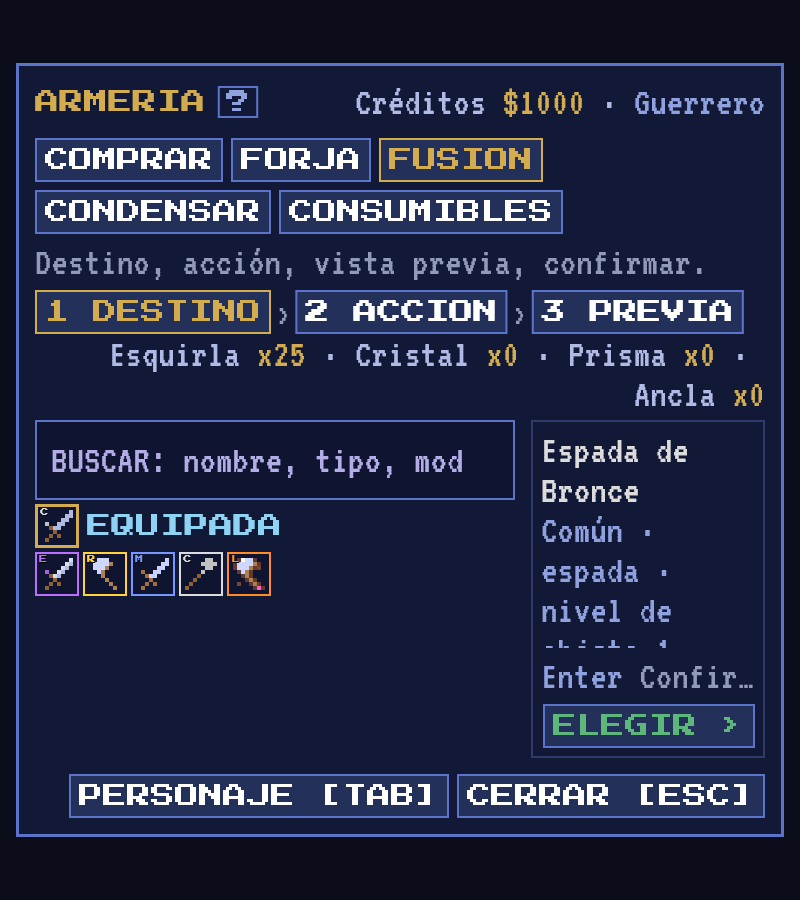 ARMERIA ? Créditos $1000 · Guerrero
COMPRAR FORJA FUSION
CONDENSAR CONSUMIBLES
Destino, acción, vista previa, confirmar.
1 DESTINO › 2 ACCION › 3 PREVIA
Esquirla x25 · Cristal x0 · Prisma x0 ·
Ancla x0
BUSCAR: nombre, tipo, mod
C EQUIPADA
E R M C L
Espada de
Bronce
Común ·
espada ·
nivel de
Enter Confir…
ELEGIR >
PERSONAJE [TAB] CERRAR [ESC]